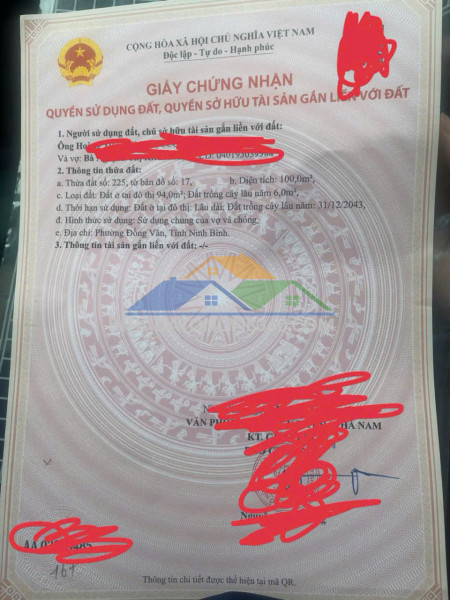 CỘNG HÒA XÃ HỘI CHỦ NGHĨA VIỆT NAM
Độc lập - Tự do - Hạnh phúc
GIẤY CHỨNG NHẬN
QUYỀN SỬ DỤNG ĐẤT, QUYỀN SỞ HỮU TÀI SẢN GẮN LIỀN VỚI ĐẤT
1. Người sử dụng đất, chủ sở hữu tài sản gắn liền với đất:
Ông
Và vợ: Bà
2. Thông tin thửa đất:
a. Thửa đất số: 225, tờ bản đồ số: 17, b. Diện tích: 100,0m²,
c. Loại đất: Đất ở tại đô thị 94,0m²; Đất trồng cây lâu năm 6,0m²,
d. Thời hạn sử dụng: Đất ở tại đô thị: Lâu dài; Đất trồng cây lâu năm: 31/12/2043,
đ. Hình thức sử dụng: Sử dụng chung của vợ và chồng,
e. Địa chỉ: Phường Đồng Văn, Tỉnh Ninh Bình.
3. Thông tin tài sản gắn liền với đất: -/-
VĂN HÀ NAM
KT.
AA
161
Thông tin chi tiết được thể hiện tại mã QR.